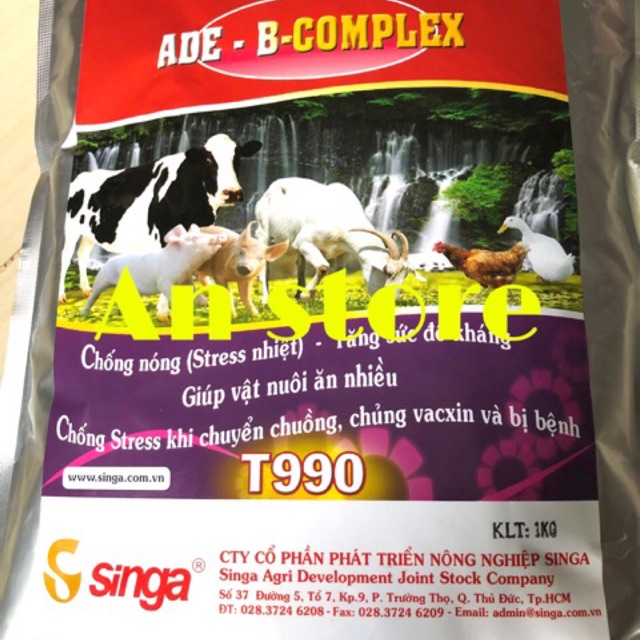 ADE - B-COMPLEX
An store
Chống nóng (Stress nhiệt) - Tăng sức đề kháng
Giúp vật nuôi ăn nhiều
Chống Stress khi chuyển chuồng, chủng vacxin và bị bệnh
T990
www.singa.com.vn
KLT: 1KG
singa®
CTY CỔ PHẦN PHÁT TRIỂN NÔNG NGHIỆP SINGA
Singa Agri Development Joint Stock Company
Số 37 Đường 5, Tổ 7, Kp.9, P. Trường Thọ, Q. Thủ Đức, Tp.HCM
ĐT: 028.3724 6208 - Fax: 028.3724 6209 - Email: admin@singa.com.vn